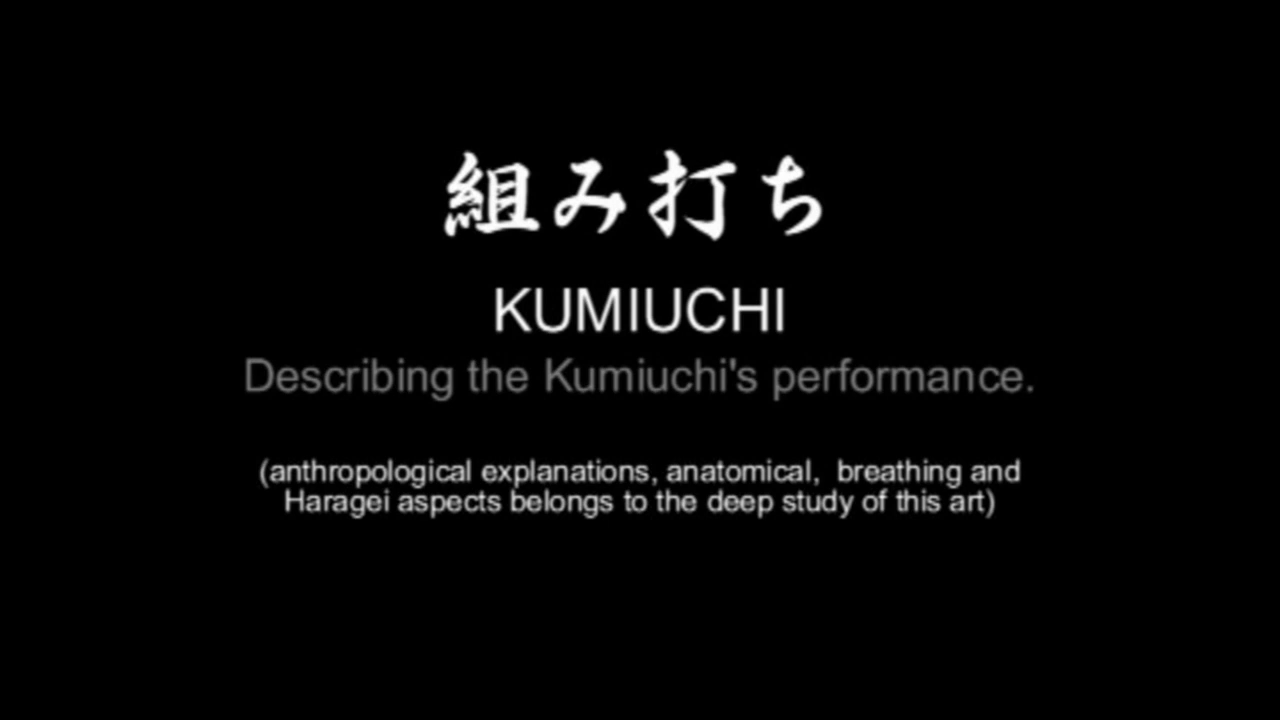 組み打ち
KUMIUCHI
Describing the Kumiuchi's performance.
(anthropological explanations, anatomical,  breathing and
Haragei aspects belongs to the deep study of this art)